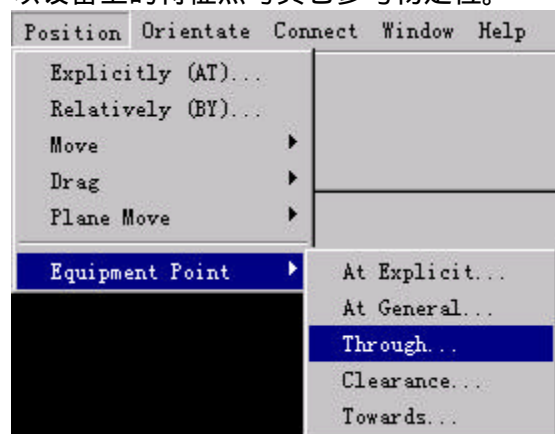 Position Orientate Connect Window Help
Explicitly (AT)...
Relatively (BY)...
Move
Drag
Plane Move
Equipment Point
At Explicit...
At General...
Through...
Clearance...
Towards...